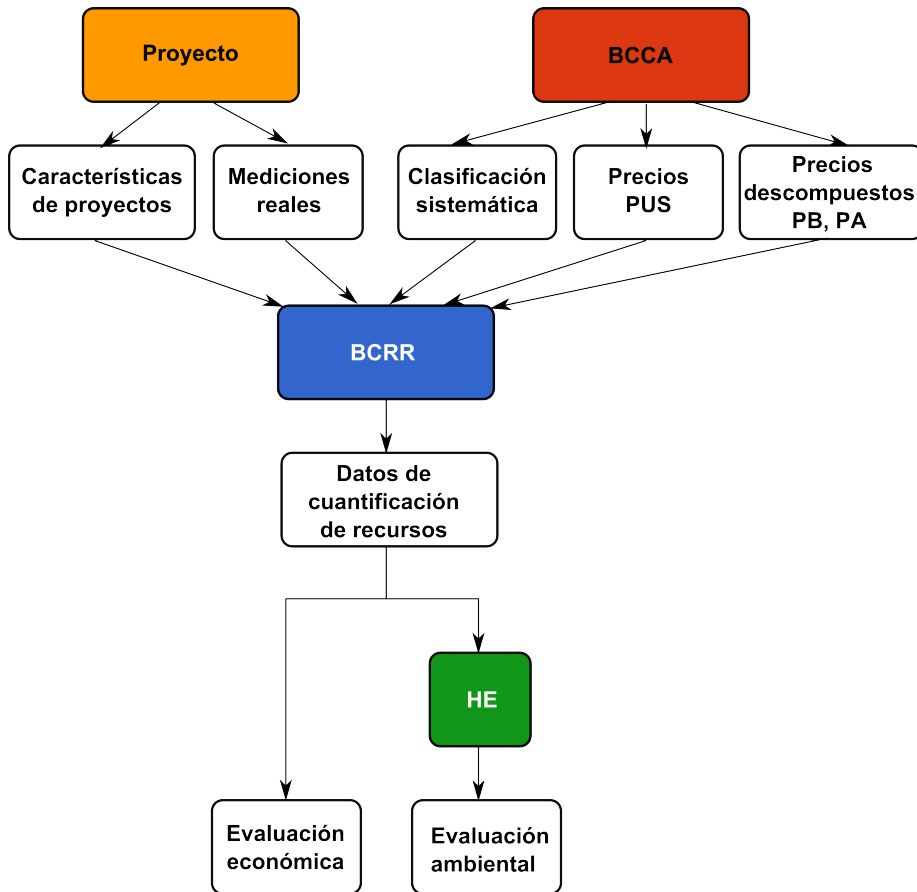 Proyecto
BCCA
Características
de proyectos
Mediciones
reales
Clasificación
sistemática
Precios
PUS
Precios
descompuestos
PB, PA
BCRR
Datos de
cuantificación
de recursos
HE
Evaluación
económica
Evaluación
ambiental